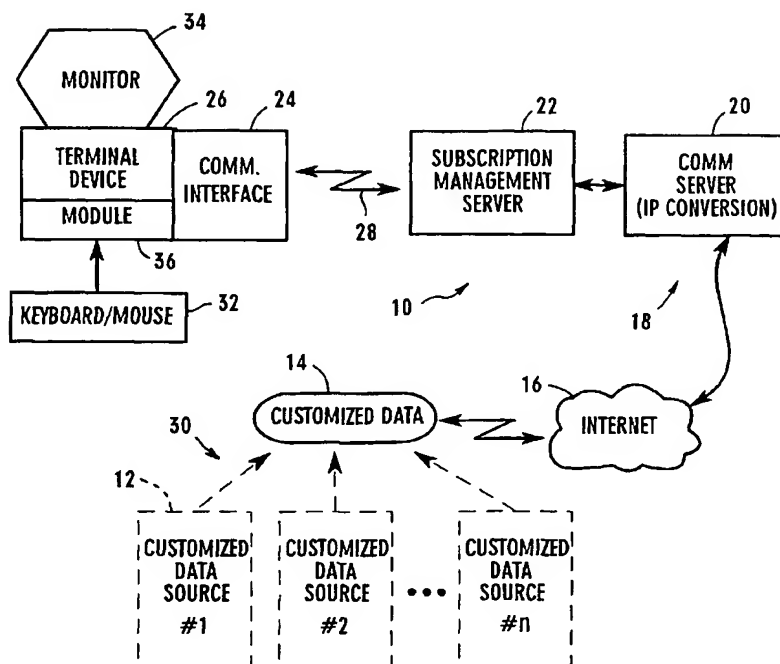 34
MONITOR
26
24
22
20
TERMINAL
DEVICE
COMM.
INTERFACE
SUBSCRIPTION
MANAGEMENT
SERVER
COMM
SERVER
(IP CONVERSION)
MODULE
28
36
KEYBOARD/MOUSE
32
10
18
14
16
CUSTOMIZED DATA
INTERNET
30
12
CUSTOMIZED
DATA
SOURCE
#1
CUSTOMIZED
DATA
SOURCE
#2
CUSTOMIZED
DATA
SOURCE
#n